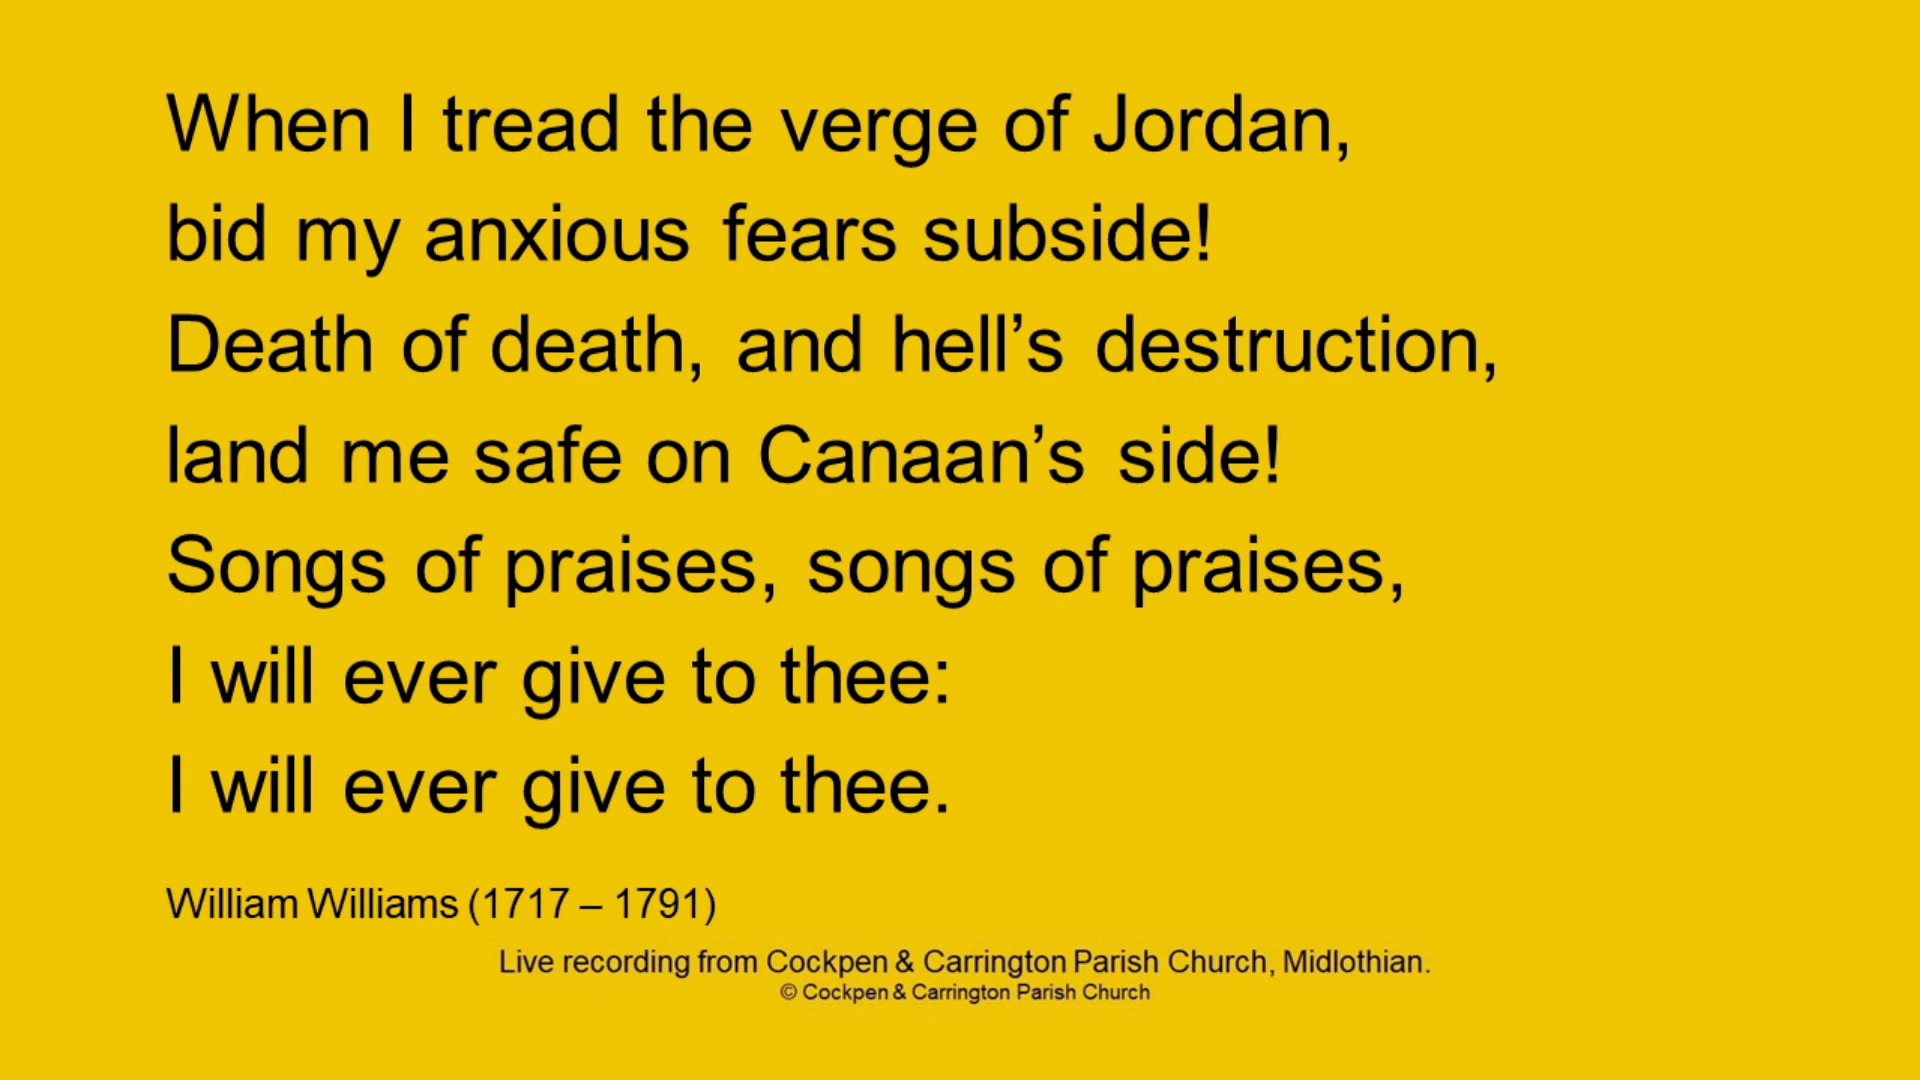 When I tread the verge of Jordan,
bid my anxious fears subside!
Death of death, and hell’s destruction,
land me safe on Canaan’s side!
Songs of praises, songs of praises,
I will ever give to thee:
I will ever give to thee.
William Williams (1717 – 1791)
Live recording from Cockpen & Carrington Parish Church, Midlothian.
© Cockpen & Carrington Parish Church